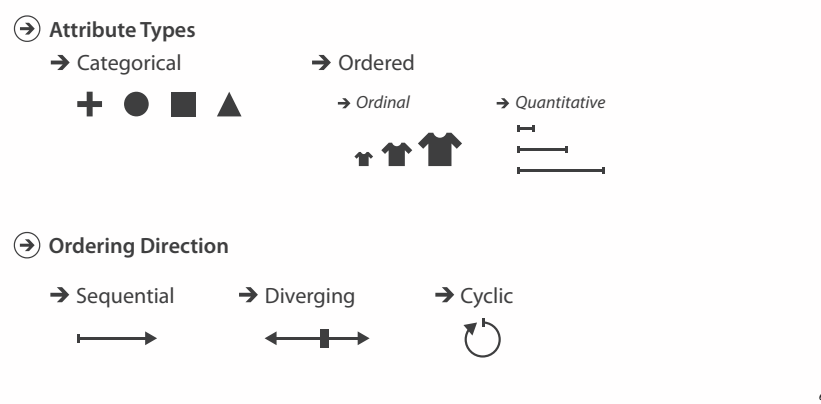 Attribute Types
Categorical
Ordered
Ordinal
Quantitative
Ordering Direction
Sequential
Diverging
Cyclic